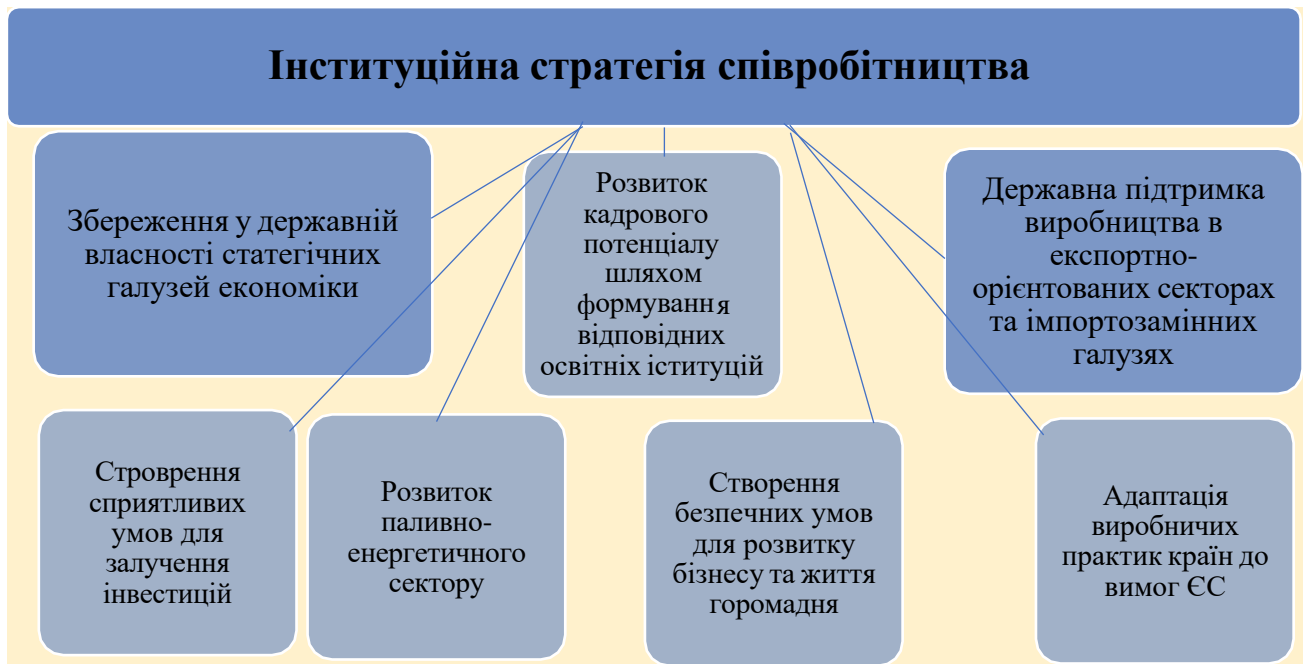 Інституційна стратегія співробітництва
Збереження у державній
власності статегічних
галузей економіки
Розвиток
кадрового
потенціалу
шляхом
формування
відповідних
освітніх іституцій
Державна підтримка
виробництва в
експортно-
орієнтованих секторах
та імпортозамінних
галузях
Строврення
сприятливих
умов для
залучення
інвестицій
Розвиток
паливно-
енергетичного
сектору
Створення
безпечних умов
для розвитку
бізнесу та життя
горомадня
Адаптація
виробничих
практик країн до
вимог ЄС